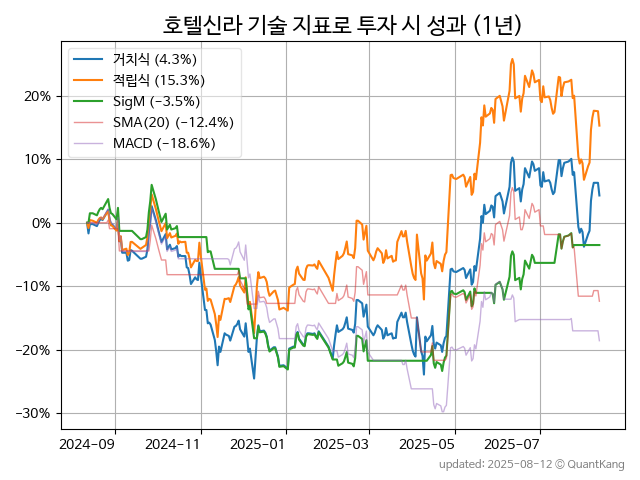 호텔신라 기술 지표로 투자 시 성과 (1년)
거치식 (4.3%)
적립식 (15.3%)
SigM (−3.5%)
SMA(20) (−12.4%)
MACD (−18.6%)
20%
10%
0%
−10%
−20%
−30%
2024−09 2024−11 2025−01 2025−03 2025−05 2025−07
updated: 2025−08−12 © QuantKang